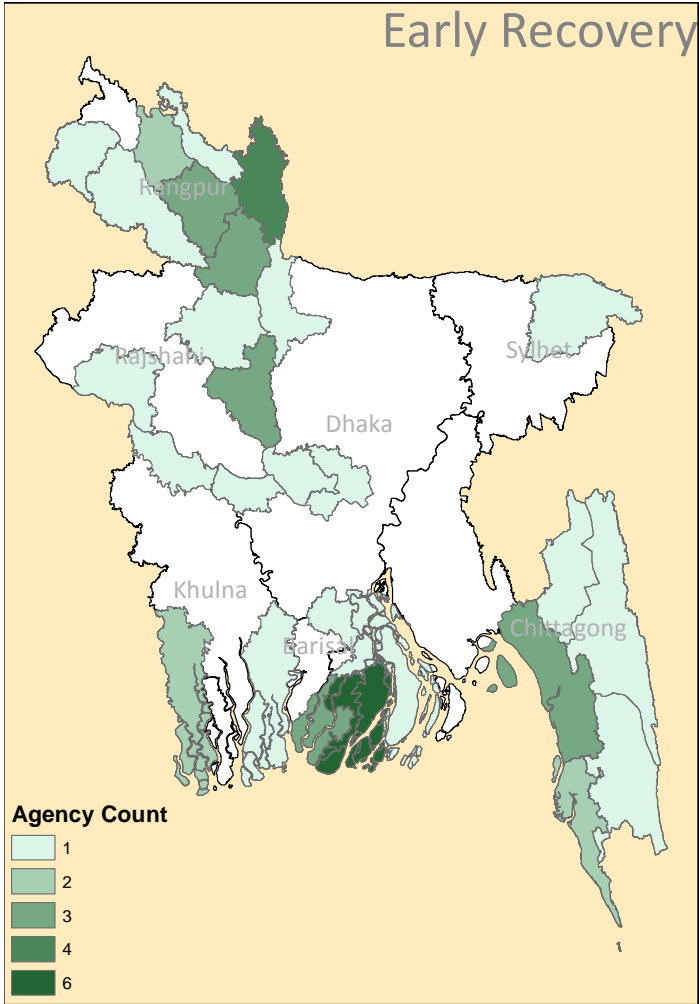 Early Recovery
Rangpur
Rajshahi
Sylhet
Dhaka
Khulna
Barisal
Chittagong
Agency Count
1
2
3
4
6